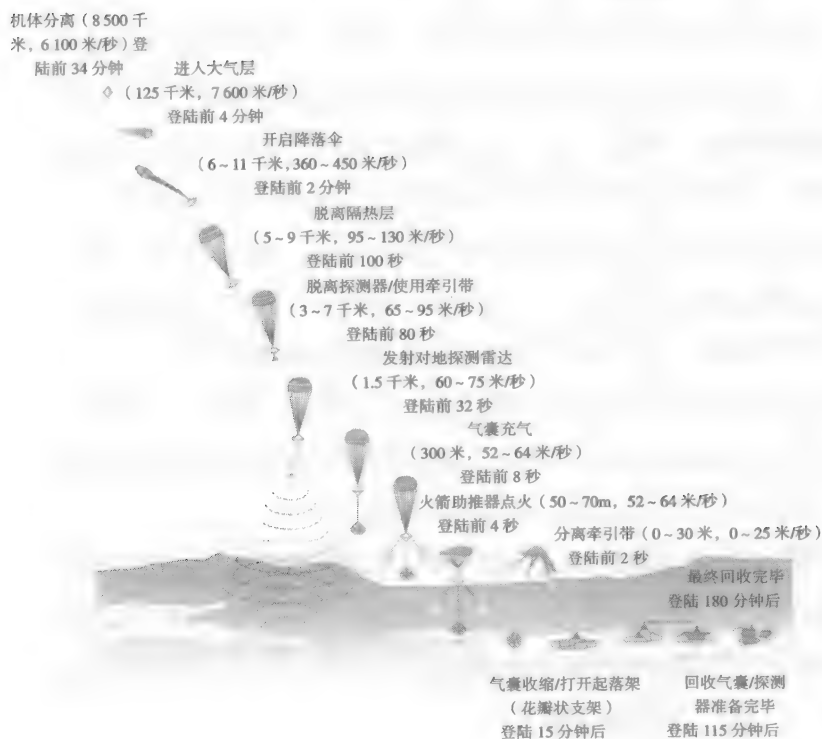 机体分离（8 500 千
米，6 100 米/秒）登
陆前 34 分钟
进人大气层
（125 千米，7 600 米/秒）
登陆前 4 分钟
开启降落伞
（6~11 千米,360~450 米/秒）
登陆前 2 分钟
脱离隔热层
（5~9 千米，95~130 米/秒）
登陆前 100 秒
脱离探测器/使用牵引带
（3~7 千米，65~95 米/秒）
登陆前 80 秒
发射对地探测雷达
（1.5 千米，60~75 米/秒）
登陆前 32 秒
气囊充气
（300 米，52~64 米/秒）
登陆前 8 秒
火箭助推器点火（50~70m，52~64 米/秒）
登陆前 4 秒
分离牵引带（0~30 米，0~25 米/秒）
登陆前 2 秒
最终回收完毕
登陆 180 分钟后
气囊收缩/打开起落架
（花瓣状支架）
登陆 15 分钟后
回收气囊/探测
器准备完毕
登陆 115 分钟后